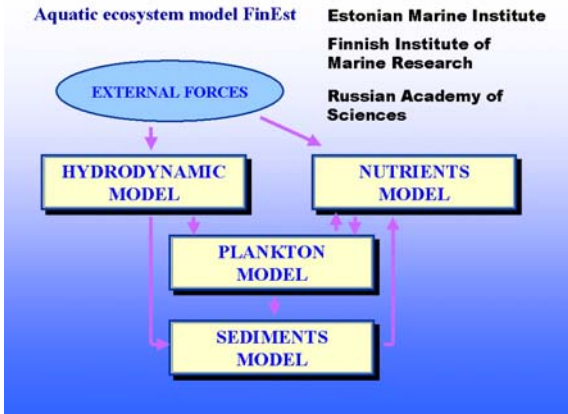 Aquatic ecosystem model FinEst
Estonian Marine Institute
Finnish Institute of
Marine Research
Russian Academy of
Sciences
EXTERNAL FORCES
HYDRODYNAMIC
MODEL
NUTRIENTS
MODEL
PLANKTON
MODEL
SEDIMENTS
MODEL